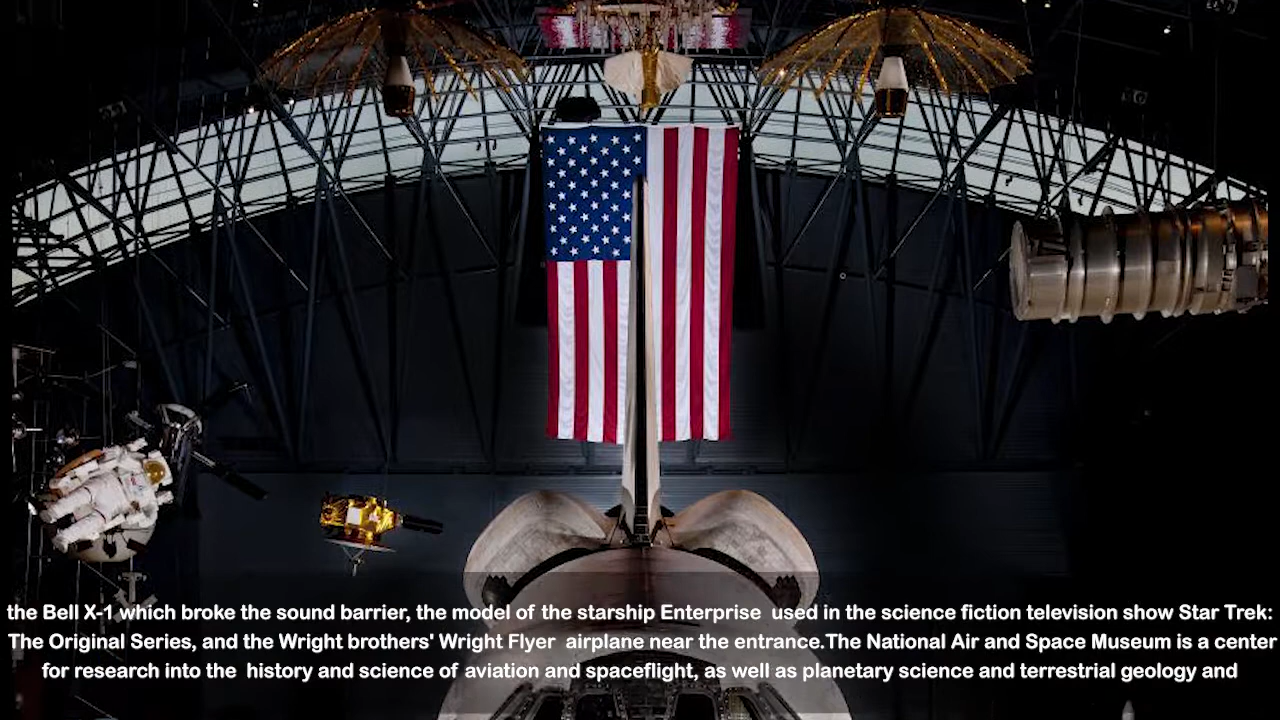 the Bell X-1 which broke the sound barrier, the model of the starship Enterprise  used in the science fiction television show Star Trek:
The Original Series, and the Wright brothers' Wright Flyer  airplane near the entrance.The National Air and Space Museum is a center
for research into the  history and science of aviation and spaceflight, as well as planetary science and terrestrial geology and